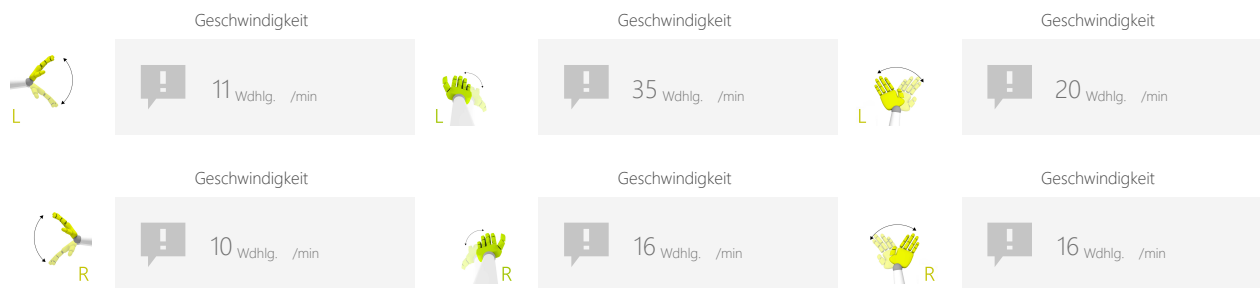 Geschwindigkeit Geschwindigkeit Geschwindigkeit
L 11 Wdhlg. /min L 35 Wdhlg. /min L 20 Wdhlg. /min
Geschwindigkeit Geschwindigkeit Geschwindigkeit
R 10 Wdhlg. /min R 16 Wdhlg. /min R 16 Wdhlg. /min